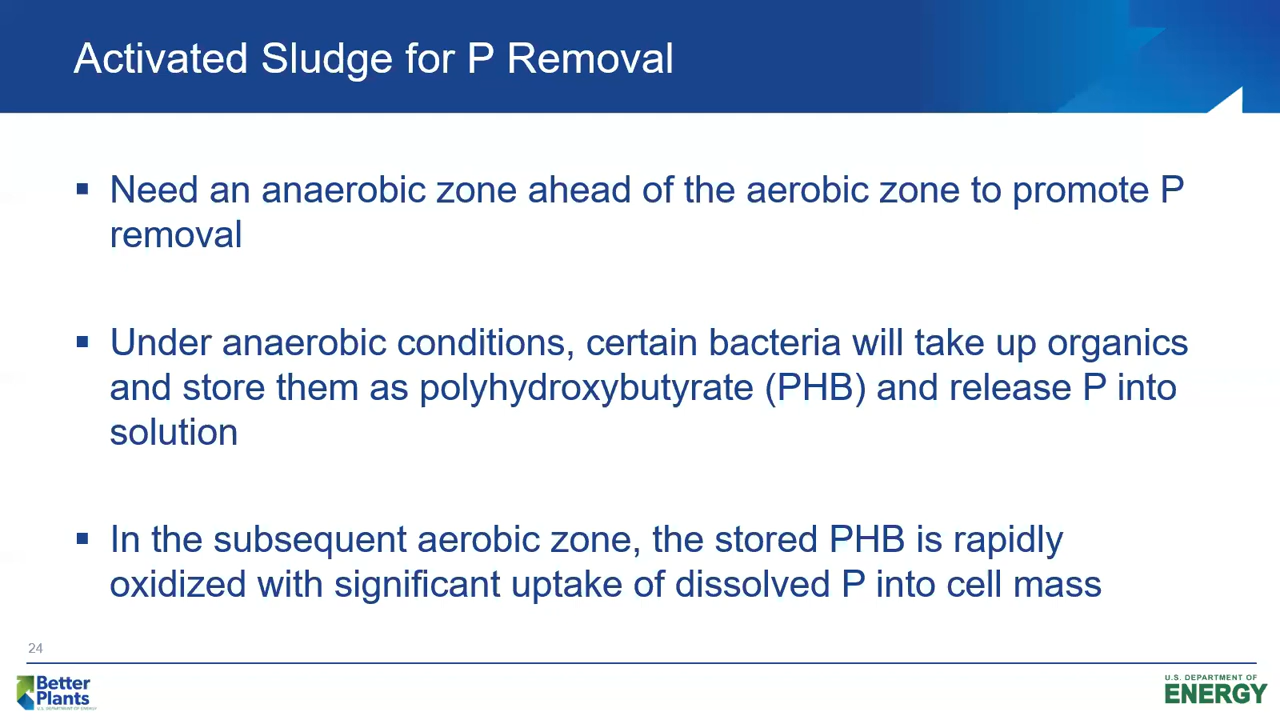 Activated Sludge for P Removal
▪ Need an anaerobic zone ahead of the aerobic zone to promote P
removal
▪ Under anaerobic conditions, certain bacteria will take up organics
and store them as polyhydroxybutyrate (PHB) and release P into
solution
▪ In the subsequent aerobic zone, the stored PHB is rapidly
oxidized with significant uptake of dissolved P into cell mass
24
Better
Plants
U.S. DEPARTMENT OF ENERGY
U.S. DEPARTMENT OF
ENERGY